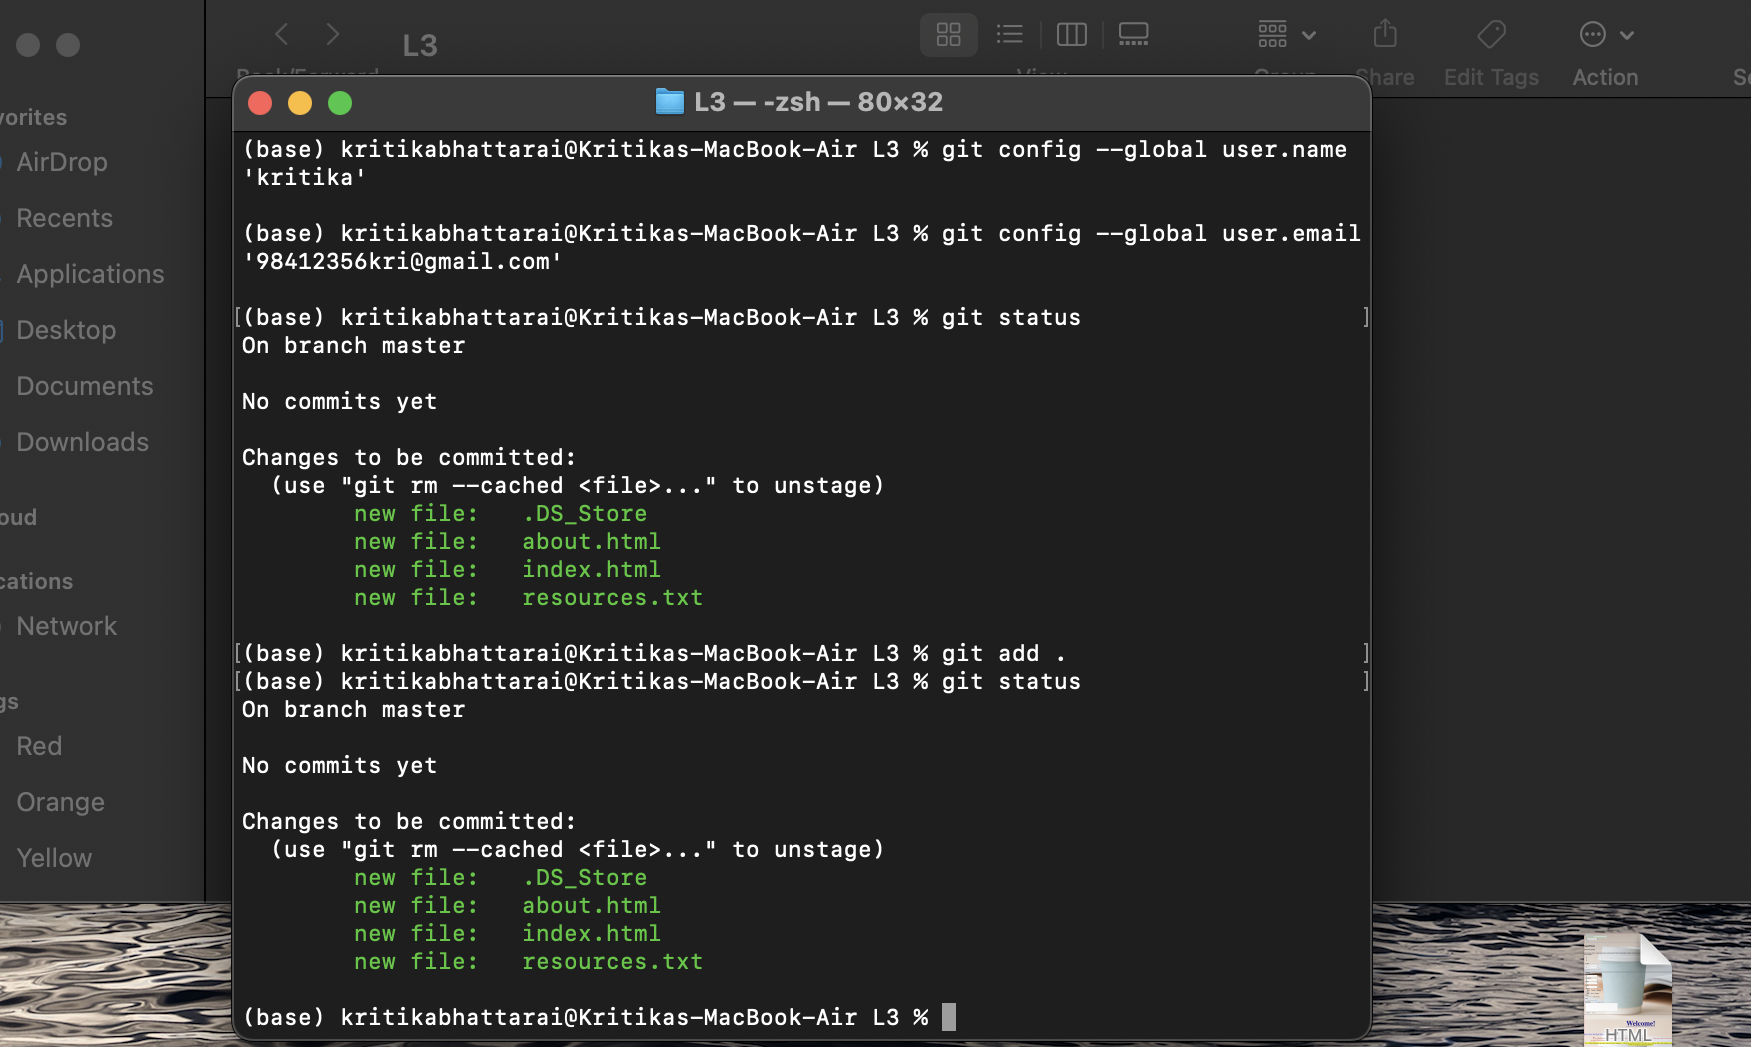 L3
Share
Edit Tags
Action
vorites
AirDrop
Recents
Applications
Desktop
Documents
Downloads
oud
cations
Network
gs
Red
Orange
Yellow
L3 — -zsh — 80×32
(base) kritikabhattarai@Kritikas-MacBook-Air L3 % git config --global user.name
'kritika'
(base) kritikabhattarai@Kritikas-MacBook-Air L3 % git config --global user.email
'98412356kri@gmail.com'
[(base) kritikabhattarai@Kritikas-MacBook-Air L3 % git status ]
On branch master
No commits yet
Changes to be committed:
(use "git rm --cached <file>..." to unstage)
new file: .DS_Store
new file: about.html
new file: index.html
new file: resources.txt
[(base) kritikabhattarai@Kritikas-MacBook-Air L3 % git add . ]
[(base) kritikabhattarai@Kritikas-MacBook-Air L3 % git status ]
On branch master
No commits yet
Changes to be committed:
(use "git rm --cached <file>..." to unstage)
new file: .DS_Store
new file: about.html
new file: index.html
new file: resources.txt
(base) kritikabhattarai@Kritikas-MacBook-Air L3 %
Welcome!
HTML